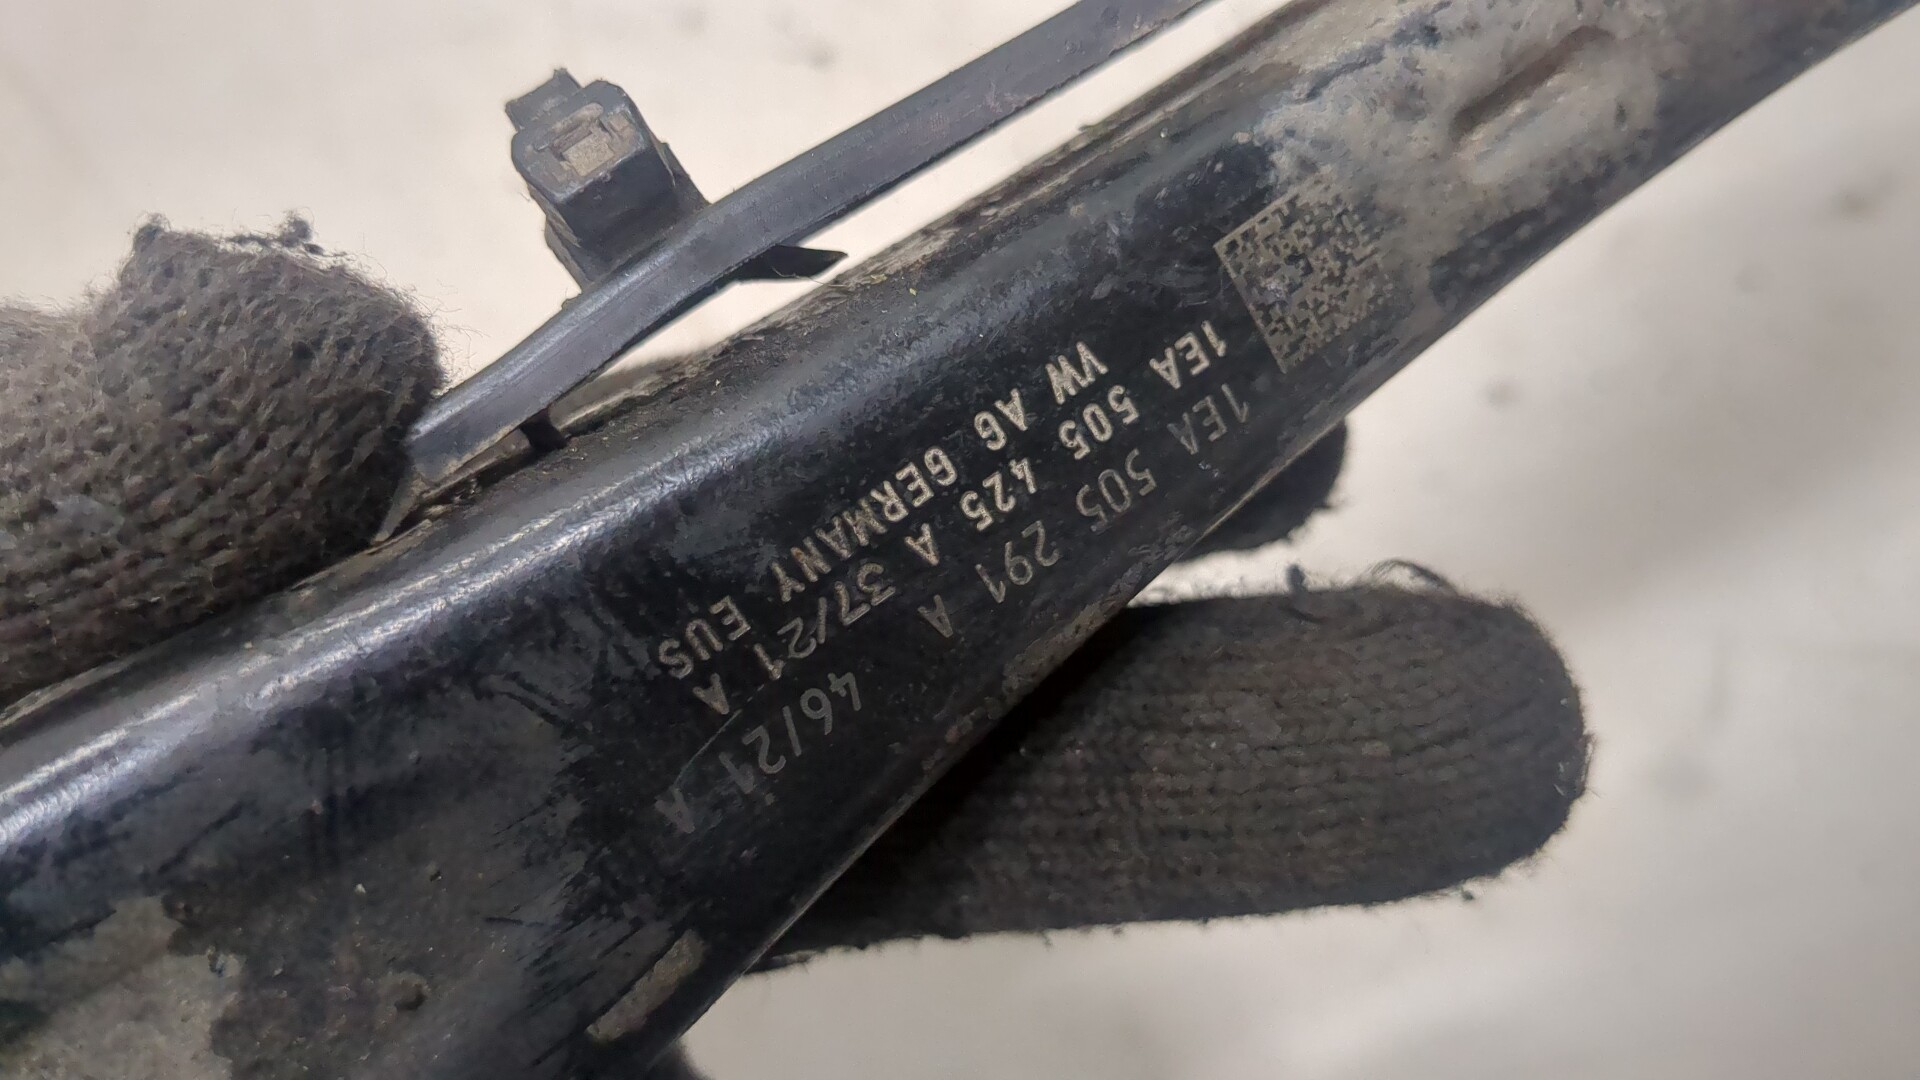 1EA 505 291 A 46/21 A
1EA 505 425 A 37/21 A
VW AG GERMANY EUS